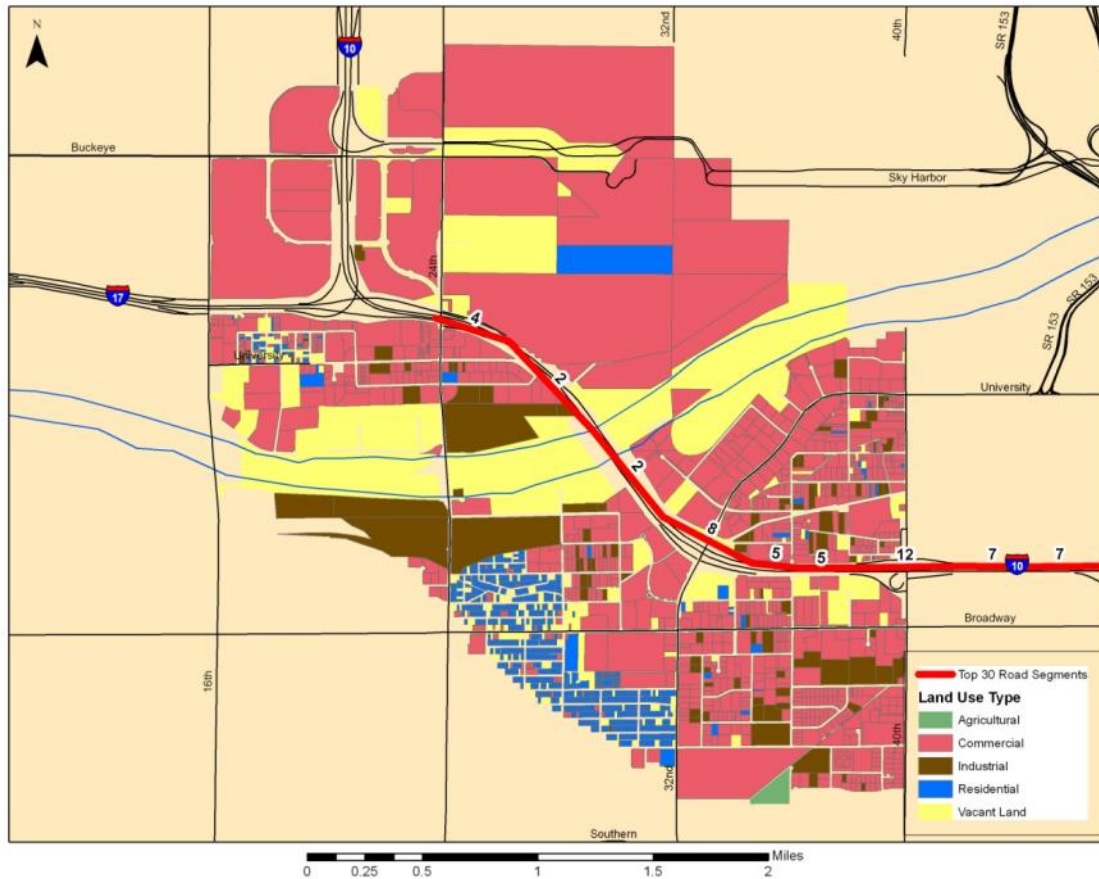 N
32nd
40th
SR 153
10
Buckeye
Sky Harbor
24th
17
SR 153
SR 153
4
University
University
2
2
8
5
5
12
7
10
7
Broadway
16th
Top 30 Road Segments
Land Use Type
Agricultural
Commercial
Industrial
Residential
Vacant Land
40th
32nd
Southern
Miles
0 0.25 0.5 1 1.5 2